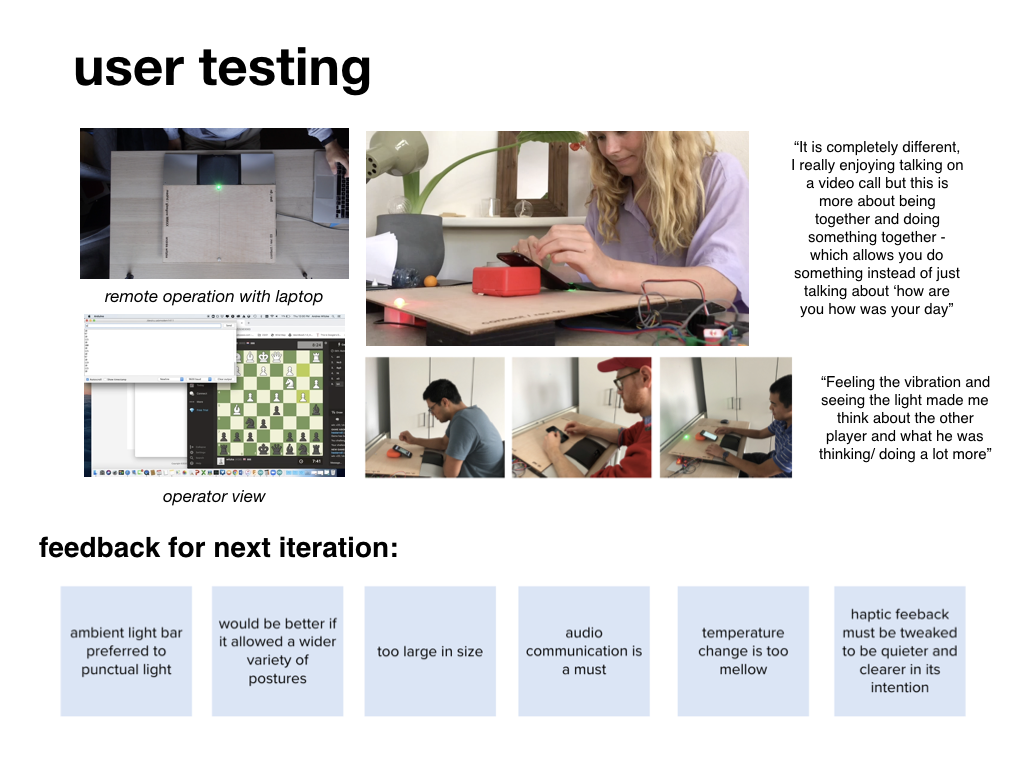 user testing
remote operation with laptop
operator view
“It is completely different,
I really enjoying talking on
a video call but this is
more about being
together and doing
something together -
which allows you do
something instead of just
talking about ‘how are
you how was your day”
“Feeling the vibration and
seeing the light made me
think about the other
player and what he was
thinking/ doing a lot more”
feedback for next iteration:
ambient light bar
preferred to
punctual light
would be better if
it allowed a wider
variety of
postures
too large in size
audio
communication is
a must
temperature
change is too
mellow
haptic feeback
must be tweaked
to be quieter and
clearer in its
intention